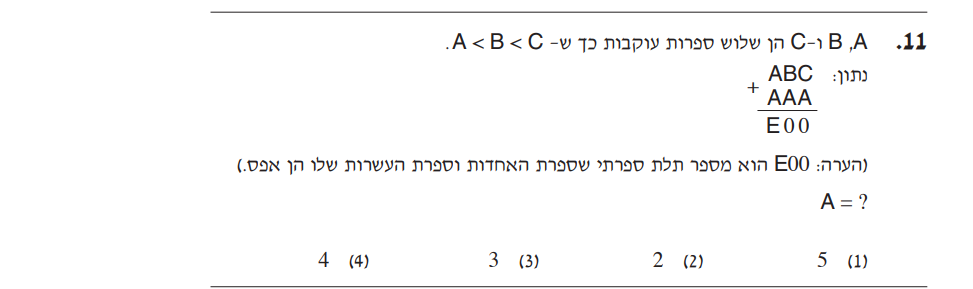 .11 A, B ו-C הן שלוש ספרות עוקבות כך ש- A < B < C.
נתון: ABC
+ AAA
E00
(הערה: E00 הוא מספר תלת ספרתי שספרת האחדות וספרת העשרות שלו הן אפס.)
A = ?
(1) 5 (2) 2 (3) 3 (4) 4